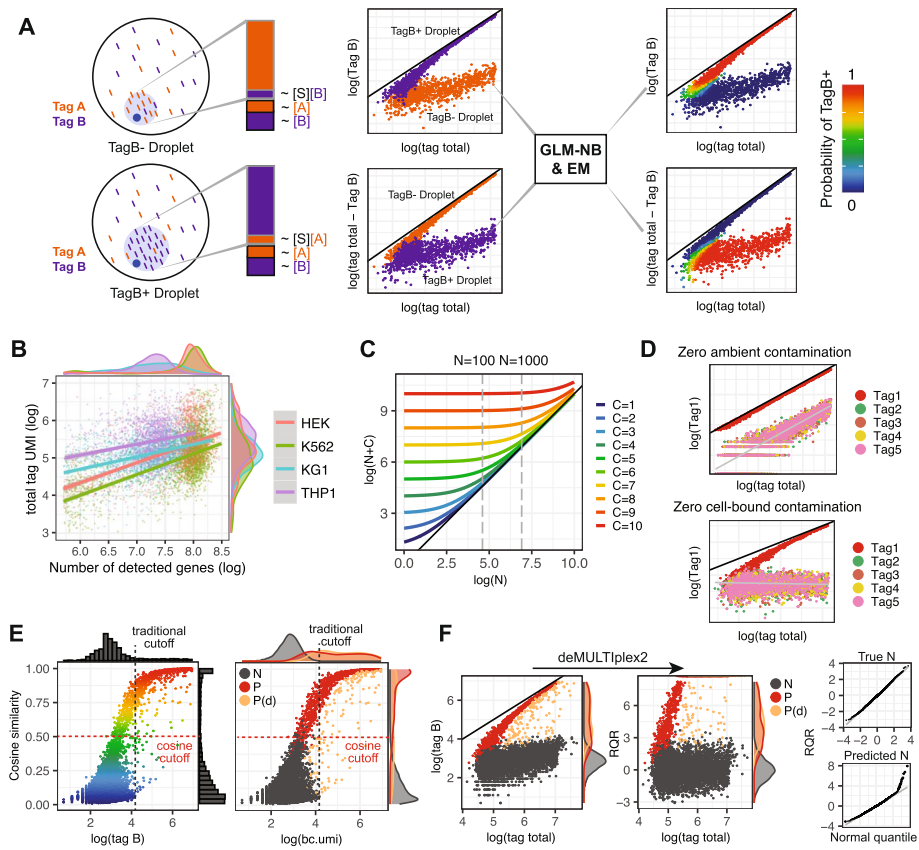 A
Tag A
Tag B
TagB- Droplet
~ [S][B]
~ [A]
~ [B]
Tag A
Tag B
TagB+ Droplet
~ [S][A]
~ [A]
~ [B]
log(Tag B)
TagB+ Droplet
TagB- Droplet
log(tag total)
log(tag total − Tag B)
TagB- Droplet
TagB+ Droplet
log(tag total)
GLM-NB
& EM
log(Tag B)
log(tag total)
log(tag total − Tag B)
log(tag total)
Probability of TagB+
1
0
B
total tag UMI (log)
7
6
5
4
3
6.0 6.5 7.0 7.5 8.0 8.5
Number of detected genes (log)
HEK
K562
KG1
THP1
C
N=100 N=1000
log(N+C)
9
6
3
0.0 2.5 5.0 7.5 10.0
log(N)
C=1
C=2
C=3
C=4
C=5
C=6
C=7
C=8
C=9
C=10
D
Zero ambient contamination
log(Tag1)
log(tag total)
Tag1
Tag2
Tag3
Tag4
Tag5
Zero cell-bound contamination
log(Tag1)
log(tag total)
Tag1
Tag2
Tag3
Tag4
Tag5
E
traditional
cutoff
Cosine similarity
1.00
0.75
0.50
0.25
0.00
cosine
cutoff
2 4 6
log(tag B)
traditional
cutoff
N
P
P(d)
cosine
cutoff
2 4 6
log(bc.umi)
F
deMULTIplex2
log(tag B)
6
4
2
4 5 6 7
log(tag total)
N
P
P(d)
RQR
6
3
0
−3
4 5 6 7
log(tag total)
N
P
P(d)
True N
4
0
−4
−4 0 4
RQR
Predicted N
4
0
−4
−4 0 4
Normal quantile